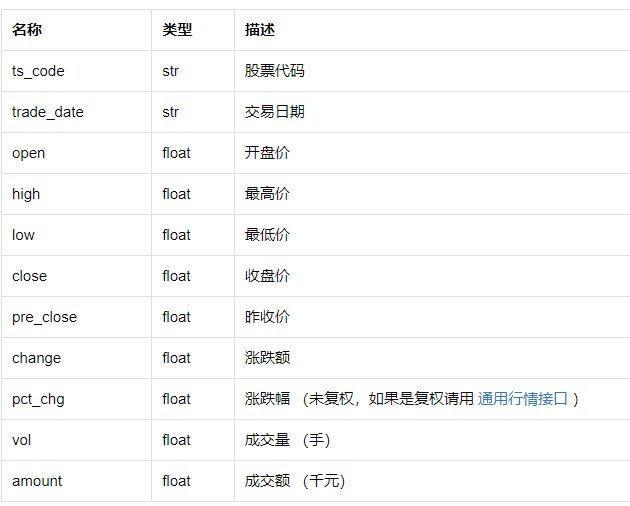 名称 类型 描述
ts_code str 股票代码
trade_date str 交易日期
open float 开盘价
high float 最高价
low float 最低价
close float 收盘价
pre_close float 昨收价
change float 涨跌额
pct_chg float 涨跌幅 （未复权，如果是复权请用 通用行情接口 ）
vol float 成交量 （手）
amount float 成交额 （千元）